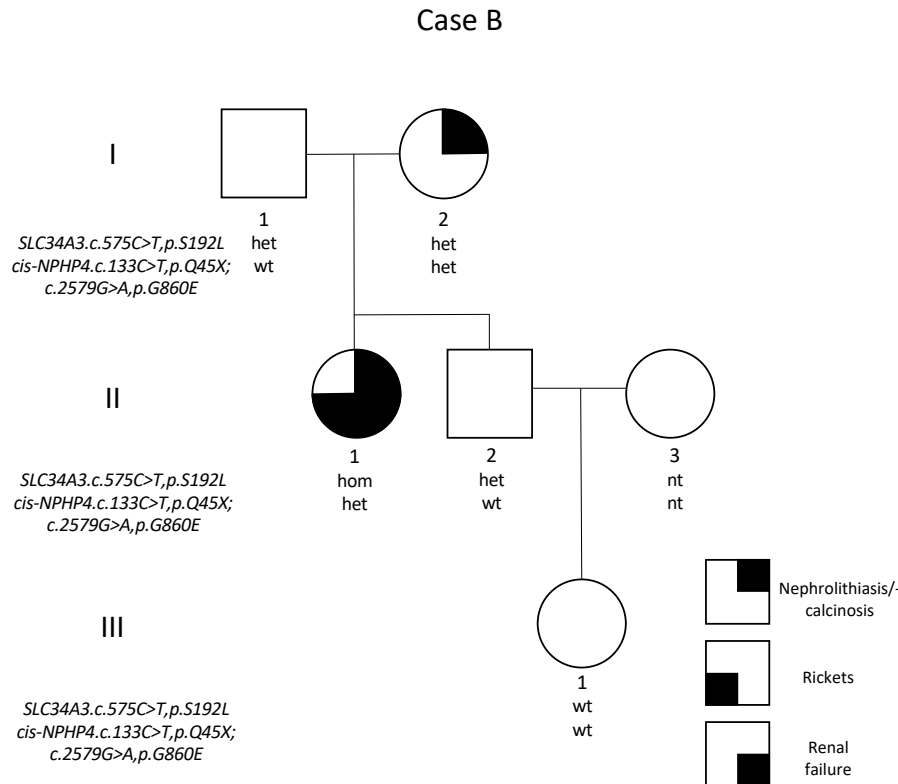 Case B
I
1
2
SLC34A3.c.575C>T,p.S192L
het
het
cis-NPHP4.c.133C>T,p.Q45X;
wt
het
c.2579G>A,p.G860E
II
1
2
3
SLC34A3.c.575C>T,p.S192L
hom
het
nt
cis-NPHP4.c.133C>T,p.Q45X;
het
wt
nt
c.2579G>A,p.G860E
Nephrolithiasis/-
calcinosis
III
Rickets
1
SLC34A3.c.575C>T,p.S192L
wt
cis-NPHP4.c.133C>T,p.Q45X;
wt
c.2579G>A,p.G860E
Renal
failure